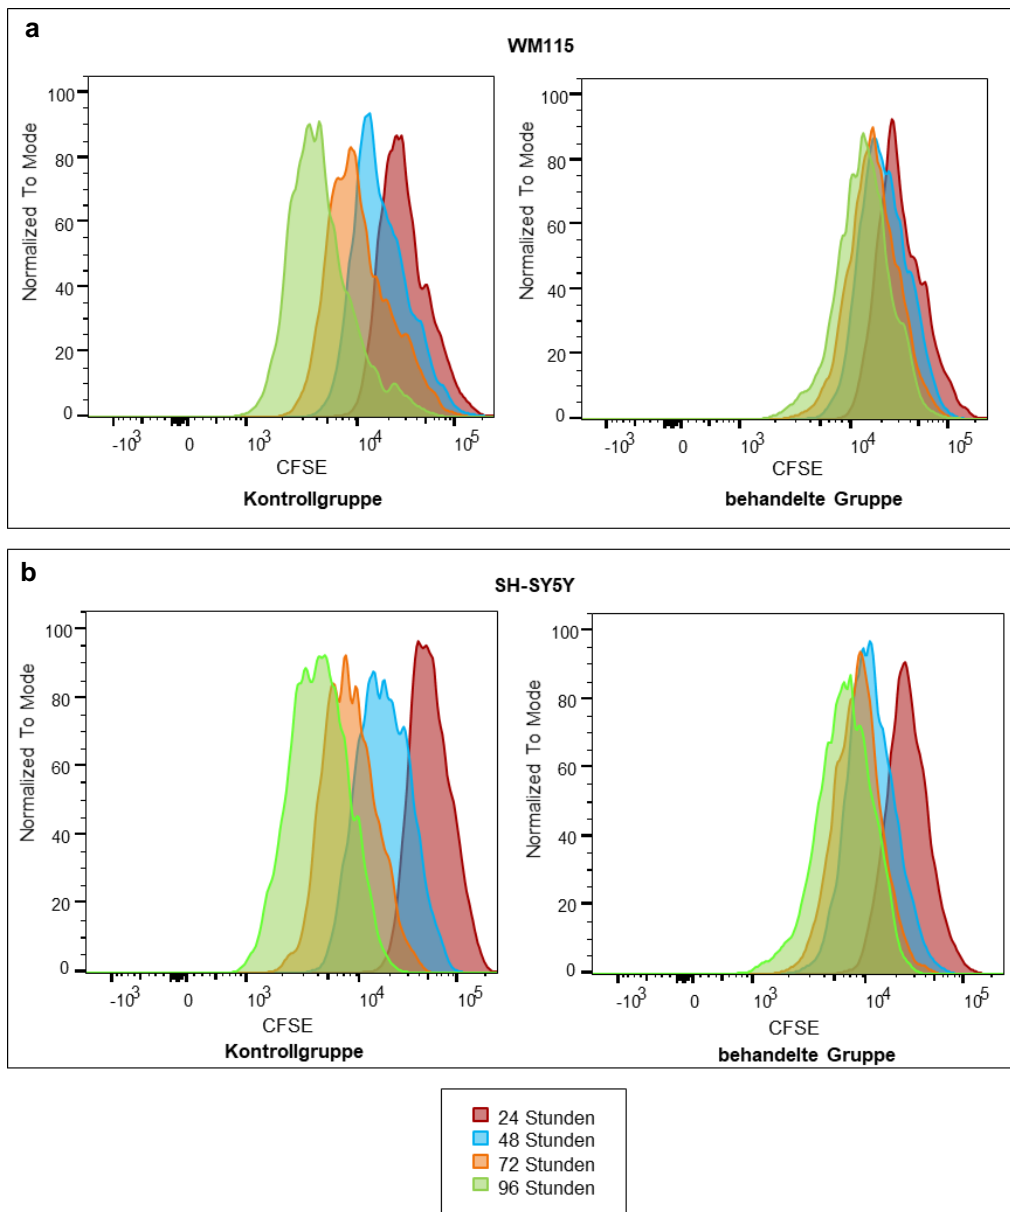 a
WM115
100
80
60
40
20
0
Normalized To Mode
-10³ 0 10³ 10⁴ 10⁵
CFSE
Kontrollgruppe
100
80
60
40
20
0
Normalized To Mode
-10³ 0 10³ 10⁴ 10⁵
CFSE
behandelte Gruppe
b
SH-SY5Y
100
80
60
40
20
0
Normalized To Mode
-10³ 0 10³ 10⁴ 10⁵
CFSE
Kontrollgruppe
100
80
60
40
20
0
Normalized To Mode
-10³ 0 10³ 10⁴ 10⁵
CFSE
behandelte Gruppe
24 Stunden
48 Stunden
72 Stunden
96 Stunden